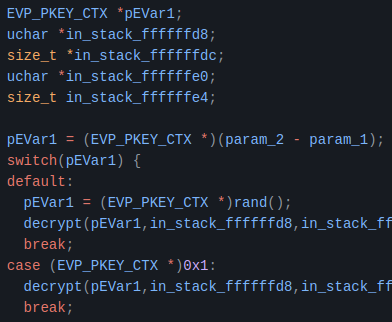 EVP_PKEY_CTX *pEVar1;
uchar *in_stack_ffffffd8;
size_t *in_stack_ffffffdc;
uchar *in_stack_ffffffe0;
size_t in_stack_ffffffe4;
pEVar1 = (EVP_PKEY_CTX *)(param_2 - param_1);
switch(pEVar1) {
default:
pEVar1 = (EVP_PKEY_CTX *)rand();
decrypt(pEVar1,in_stack_ffffffd8,in_stack_ff
break;
case (EVP_PKEY_CTX *)0x1:
decrypt(pEVar1,in_stack_ffffffd8,in_stack_ff
break;